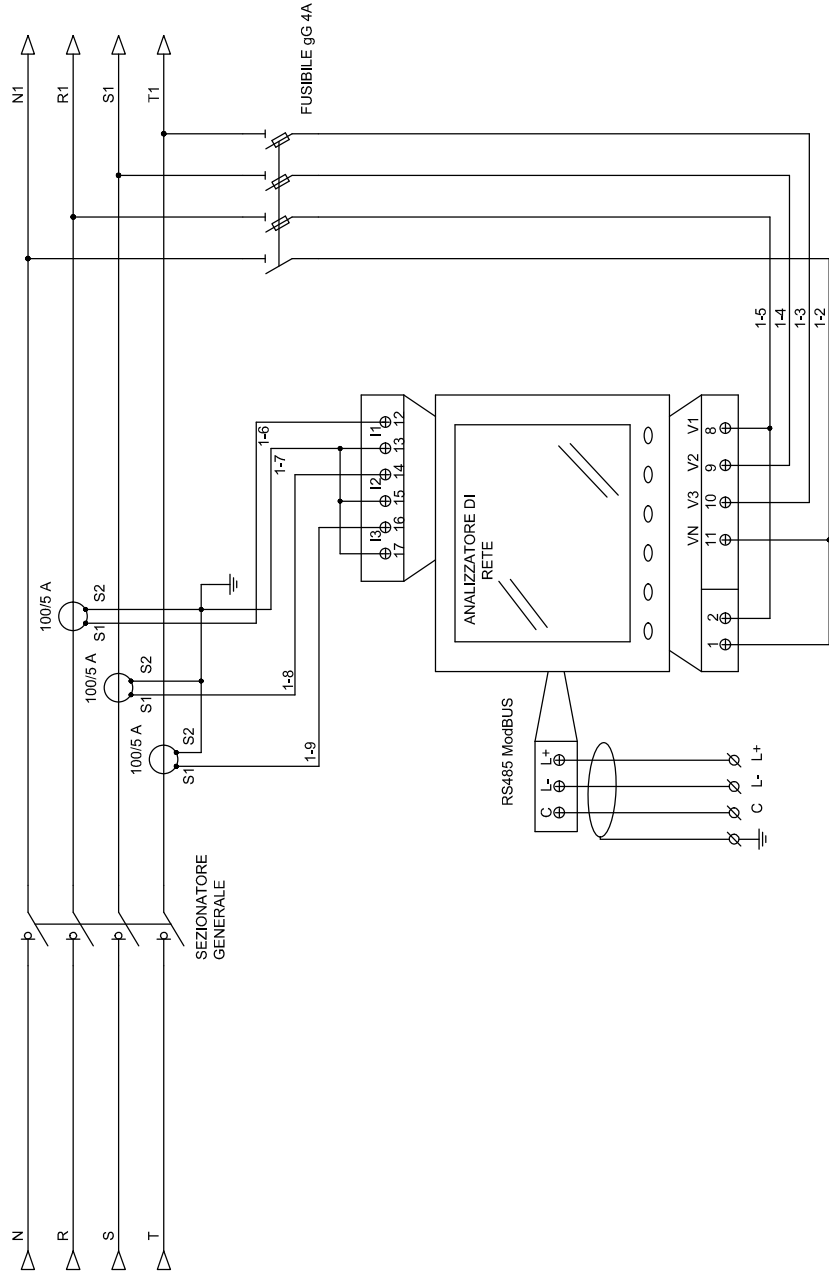 N1
R1
S1
T1
FUSIBILE gG 4A
1-5
1-4
1-3
1-2
100/5 A
S1
S2
100/5 A
S1
S2
100/5 A
S1
S2
1-6
1-7
1-8
1-9
I1
I2
I3
12
13
14
15
16
17
ANALIZZATORE DI
RETE
V1
V2
V3
VN
8
9
10
11
2
1
RS485 ModBUS
C
L-
L+
C
L-
L+
SEZIONATORE
GENERALE
N
R
S
T